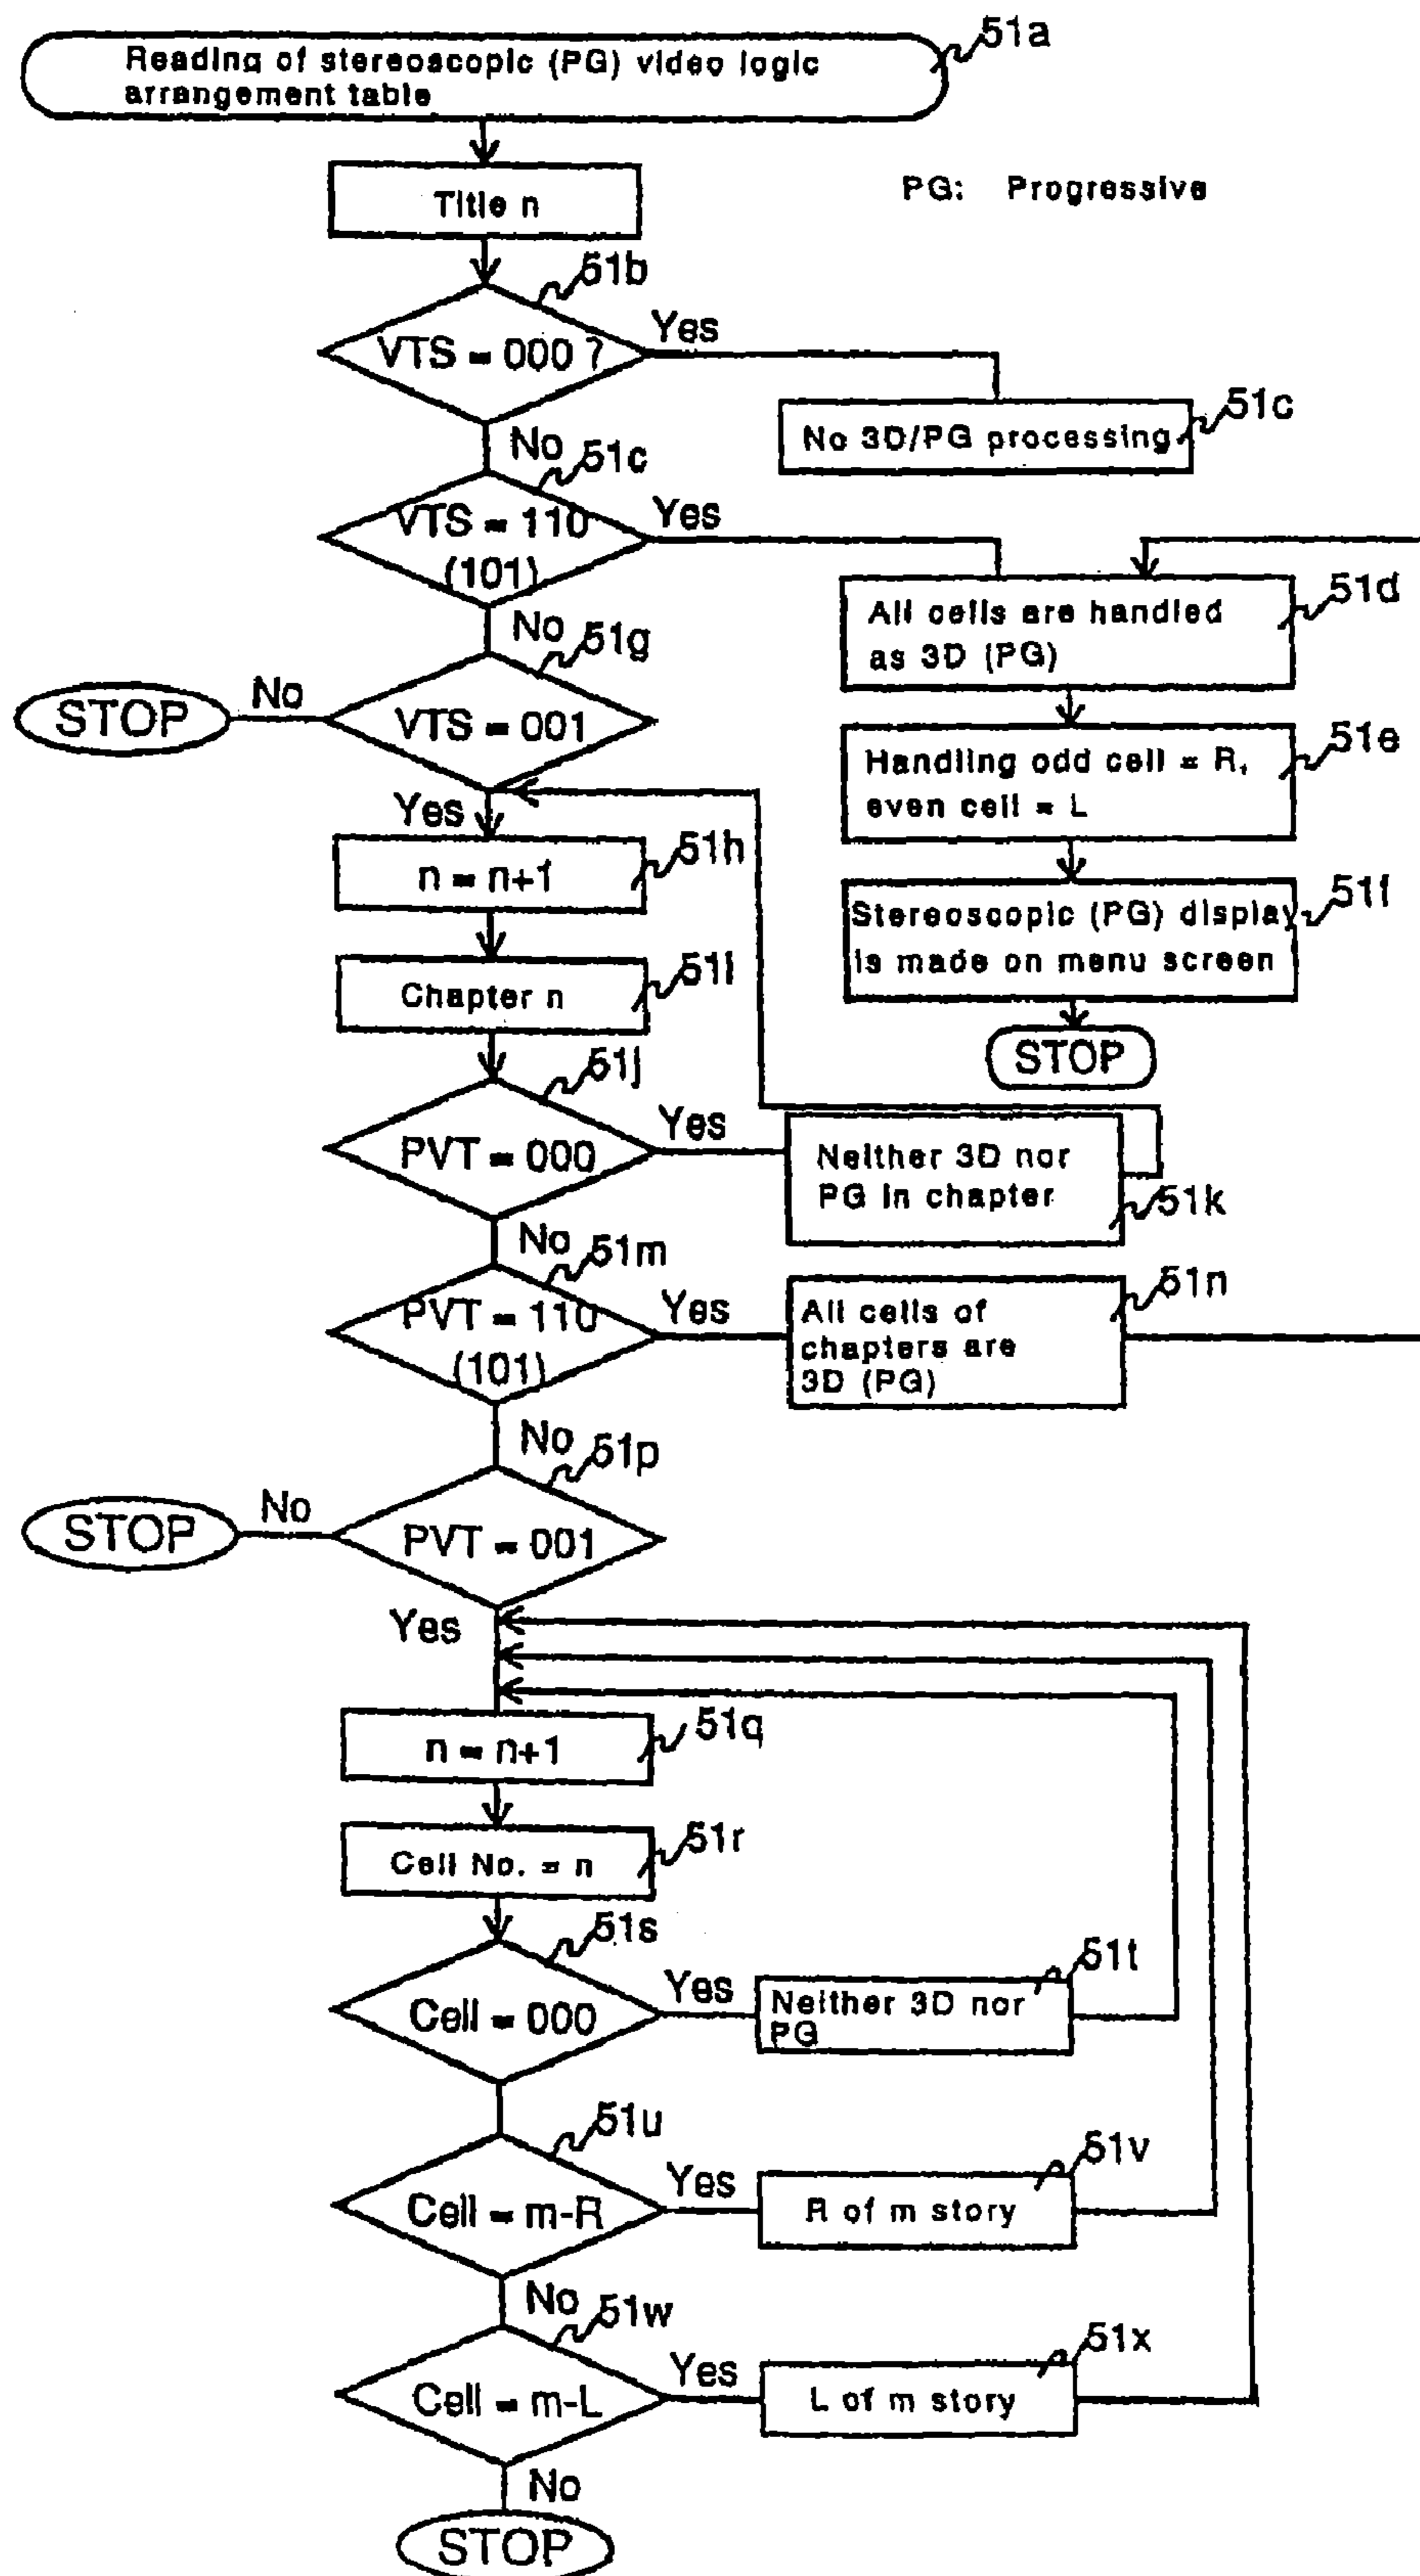 51a
Reading of stereoscopic (PG) video logic
arrangement table
Title n
PG: Progressive
51b
VTS = 000 ?
Yes
No
51c
No 3D/PG processing
51c
VTS = 110
(101)
Yes
No
51d
All cells are handled
as 3D (PG)
51g
VTS = 001
No
STOP
Yes
51e
Handling odd cell = R,
even cell = L
51h
n = n+1
51f
Stereoscopic (PG) display
is made on menu screen
STOP
51i
Chapter n
51j
PVT = 000
Yes
Neither 3D nor
PG in chapter
51k
No
51m
PVT = 110
(101)
Yes
51n
All cells of
chapters are
3D (PG)
No
51p
PVT = 001
No
STOP
Yes
51q
n = n+1
51r
Cell No. = n
51s
Cell = 000
Yes
51t
Neither 3D nor
PG
51u
Cell = m-R
Yes
51v
R of m story
No
51w
Cell = m-L
Yes
51x
L of m story
No
STOP